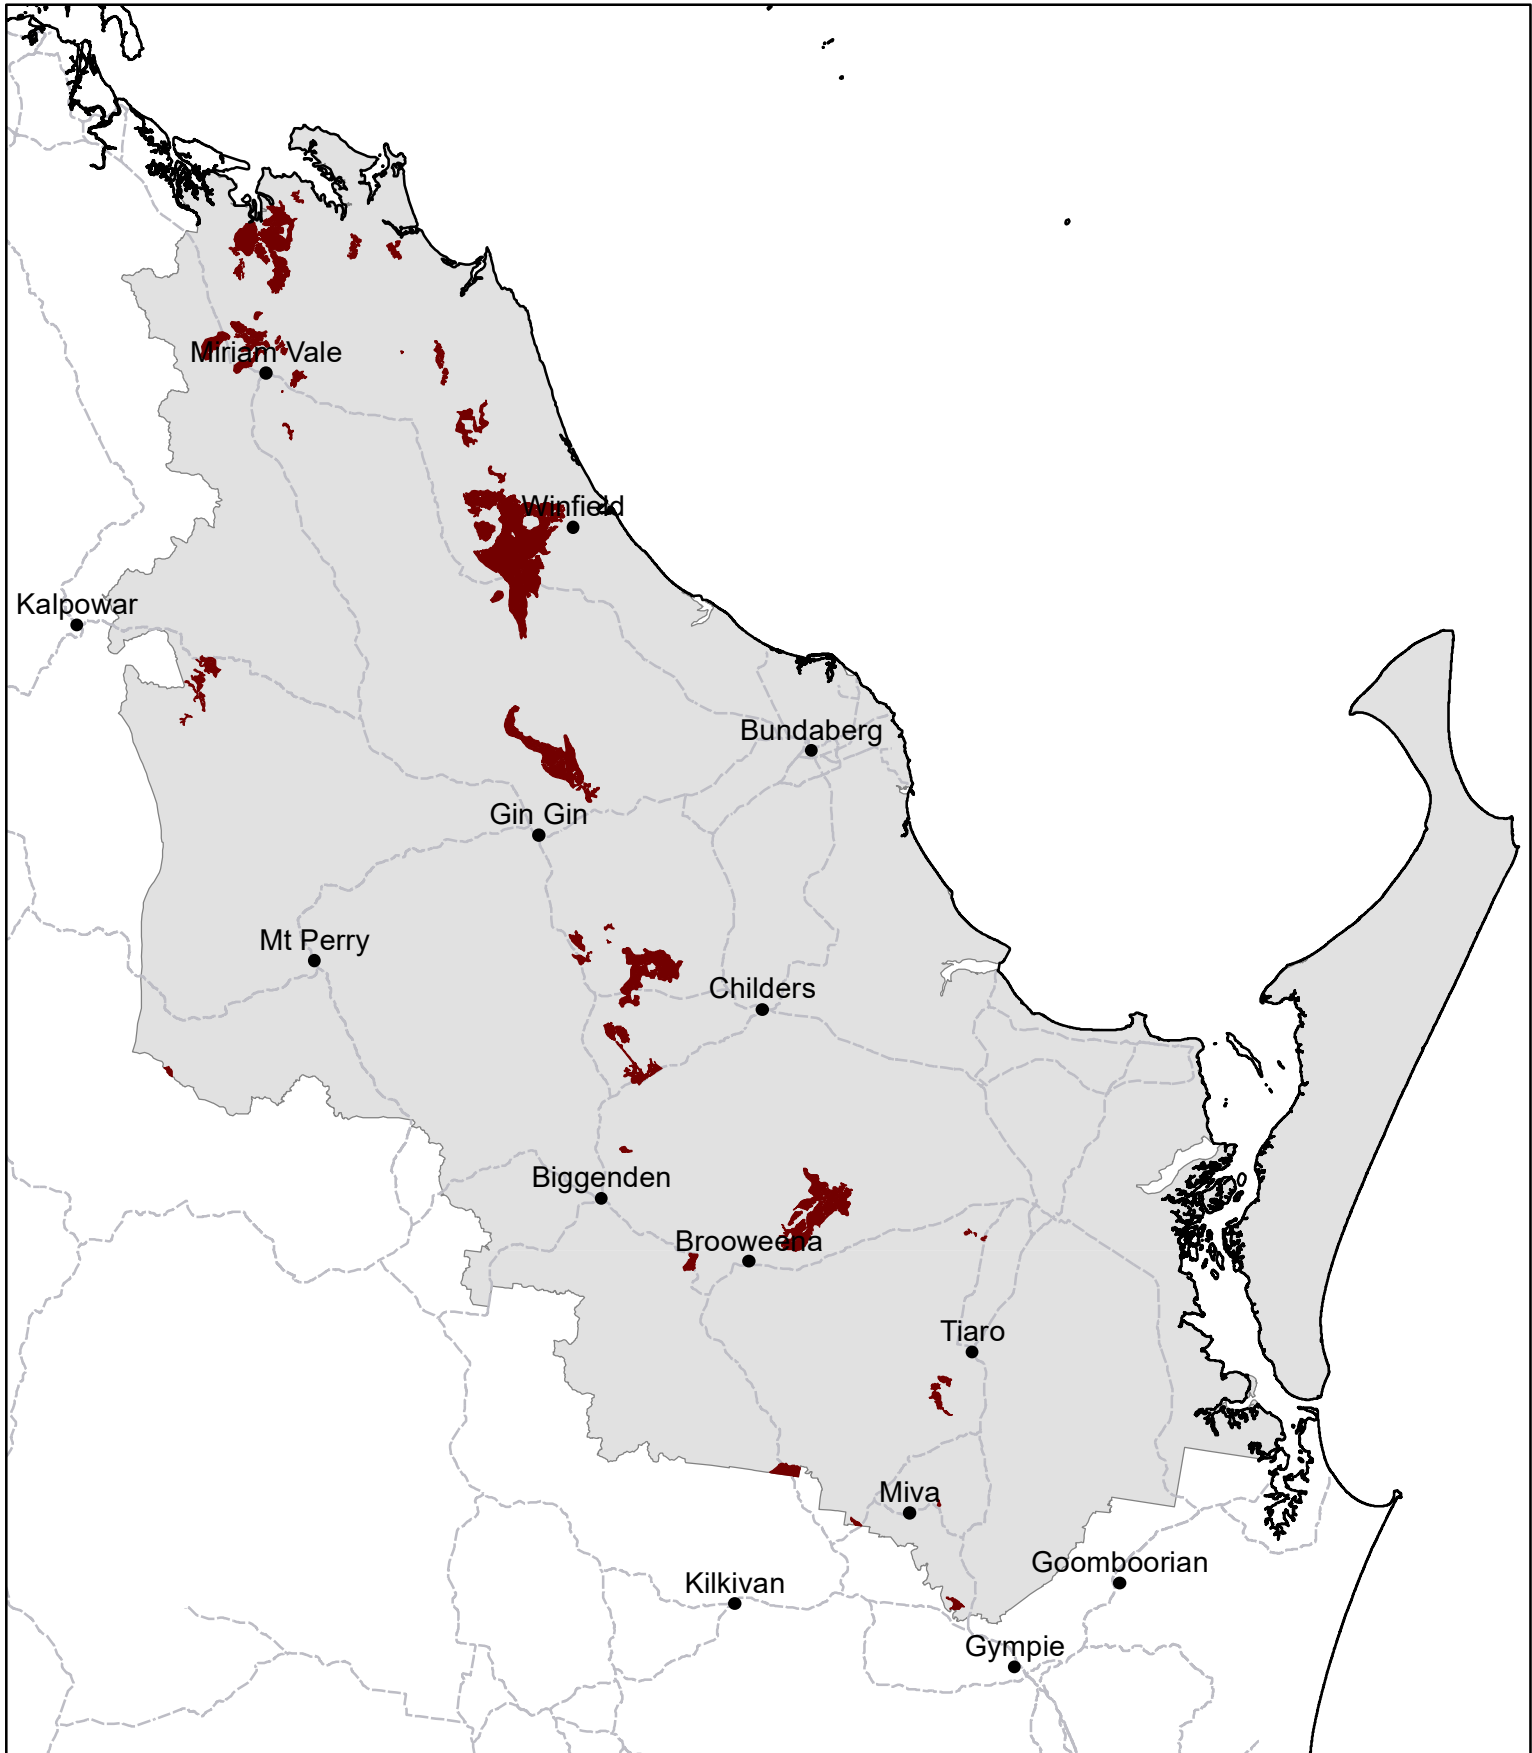 Miriam Vale
Winfield
Kalpowar
Bundaberg
Gin Gin
Mt Perry
Childers
Biggenden
Brooweena
Tiaro
Miva
Goomboorian
Kilkivan
Gympie